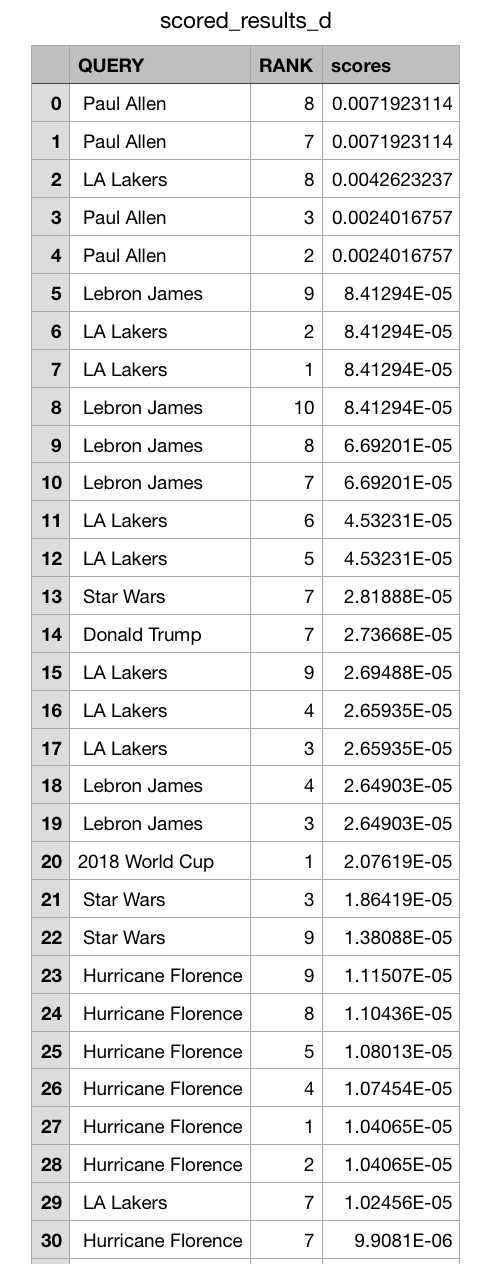 scored_results_d
QUERY RANK scores
0 Paul Allen 8 0.0071923114
1 Paul Allen 7 0.0071923114
2 LA Lakers 8 0.0042623237
3 Paul Allen 3 0.0024016757
4 Paul Allen 2 0.0024016757
5 Lebron James 9 8.41294E-05
6 LA Lakers 2 8.41294E-05
7 LA Lakers 1 8.41294E-05
8 Lebron James 10 8.41294E-05
9 Lebron James 8 6.69201E-05
10 Lebron James 7 6.69201E-05
11 LA Lakers 6 4.53231E-05
12 LA Lakers 5 4.53231E-05
13 Star Wars 7 2.81888E-05
14 Donald Trump 7 2.73668E-05
15 LA Lakers 9 2.69488E-05
16 LA Lakers 4 2.65935E-05
17 LA Lakers 3 2.65935E-05
18 Lebron James 4 2.64903E-05
19 Lebron James 3 2.64903E-05
20 2018 World Cup 1 2.07619E-05
21 Star Wars 3 1.86419E-05
22 Star Wars 9 1.38088E-05
23 Hurricane Florence 9 1.11507E-05
24 Hurricane Florence 8 1.10436E-05
25 Hurricane Florence 5 1.08013E-05
26 Hurricane Florence 4 1.07454E-05
27 Hurricane Florence 1 1.04065E-05
28 Hurricane Florence 2 1.04065E-05
29 LA Lakers 7 1.02456E-05
30 Hurricane Florence 7 9.9081E-06